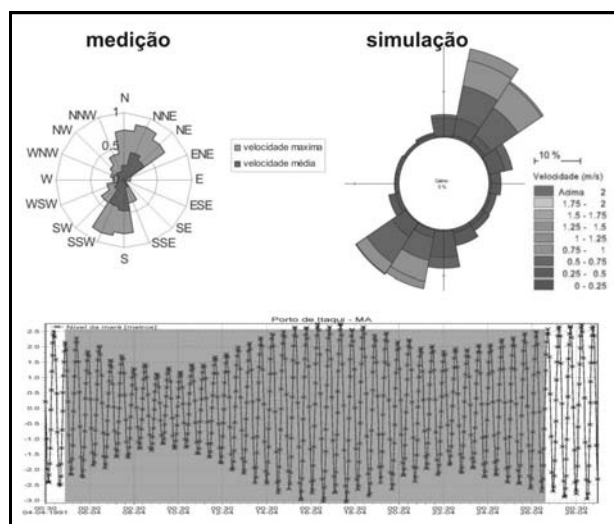 medição
simulação
N
NNE
NE
ENE
E
ESE
SE
SSE
S
SSW
SW
WSW
W
WNW
NW
NNW
1
0.5
velocidade maxima
velocidade média
10 %
Velocidade (m/s)
Acima 2
1.75 - 2
1.5 - 1.75
1.25 - 1.5
1 - 1.25
0.75 - 1
0.5 - 0.75
0.25 - 0.5
0 - 0.25
Porto de Itaqui - MA
Nível da maré (metros)
2.5
2.0
1.5
1.0
0.5
0.0
-0.5
-1.0
-1.5
-2.0
-2.5
-3.0